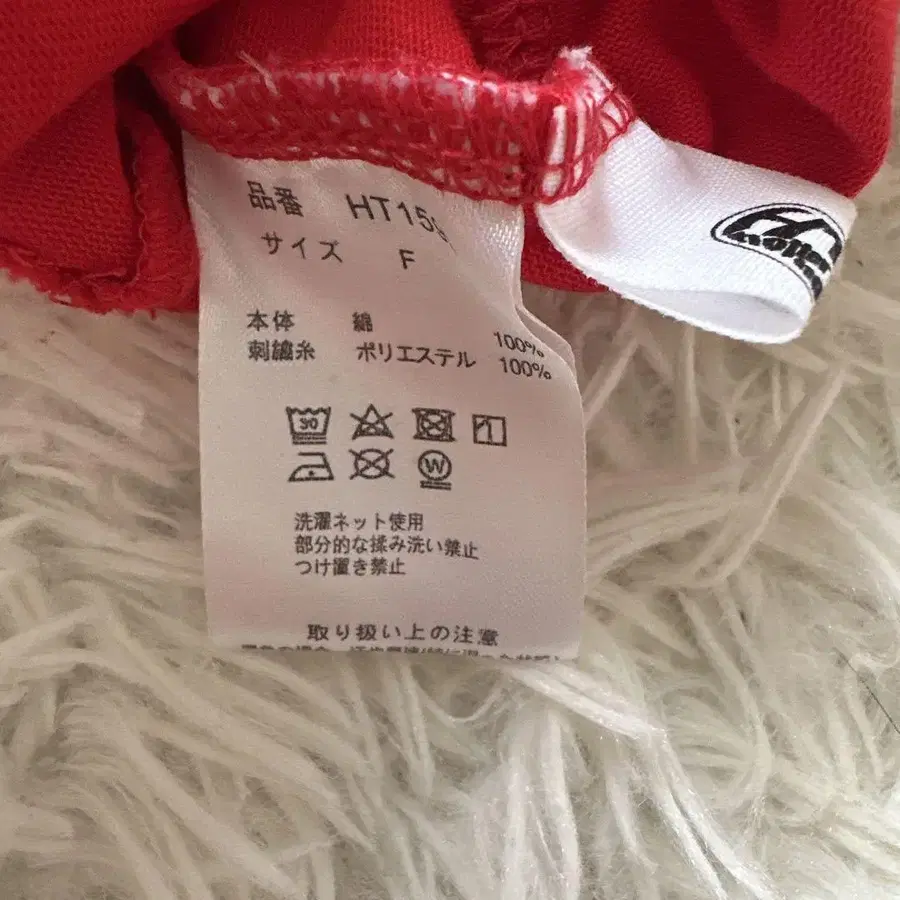 品番 HT159
サイズ F
本体 綿 100%
刺繍糸 ポリエステル 100%
30
W
洗濯ネット使用
部分的な揉み洗い禁止
つけ置き禁止
取り扱い上の注意